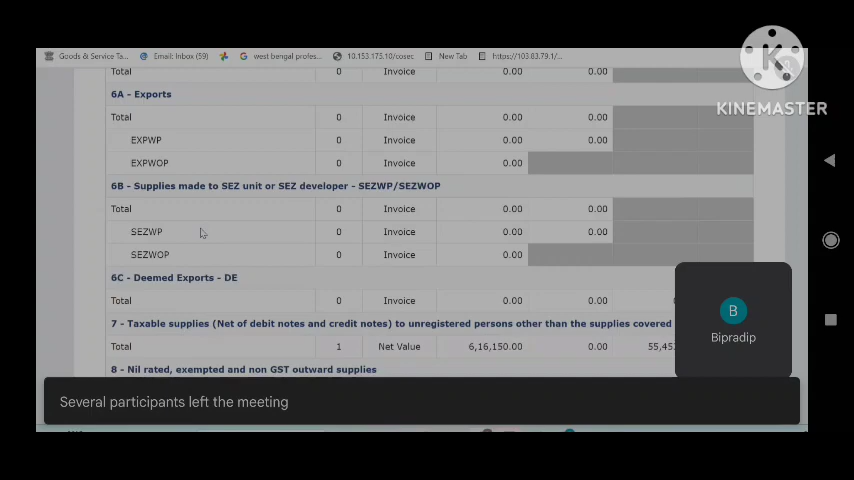 Goods & Service Ta... Email: Inbox (59) west bengal profes... 10.153.175.10/cosec New Tab https://103.83.79.1/...
Total 0 Invoice 0.00 0.00
KINEMASTER
6A - Exports
Total 0 Invoice 0.00 0.00
EXPWP 0 Invoice 0.00 0.00
EXPWOP 0 Invoice 0.00
6B - Supplies made to SEZ unit or SEZ developer - SEZWP/SEZWOP
Total 0 Invoice 0.00 0.00
SEZWP 0 Invoice 0.00 0.00
SEZWOP 0 Invoice 0.00
6C - Deemed Exports - DE
Total 0 Invoice 0.00 0.00
B
Bipradip
7 - Taxable supplies (Net of debit notes and credit notes) to unregistered persons other than the supplies covered
Total 1 Net Value 6,16,150.00 0.00 55,45
8 - Nil rated, exempted and non GST outward supplies
Several participants left the meeting